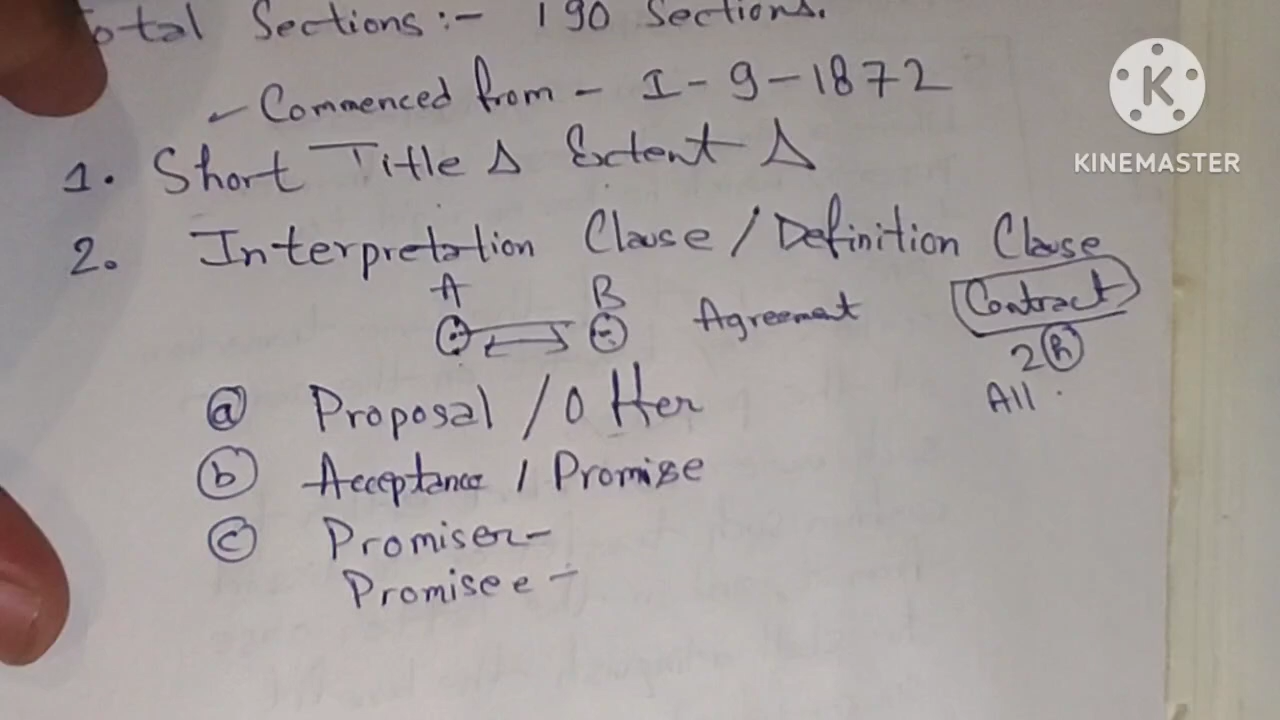 otal Sections :- 190 Sections.
- Commenced from - 1-9-1872
1. Short Title & Extent &
2. Interpretation Clause / Definition Clause
A B Agreement Contract
2(h)
All
(a) Proposal / Offer
(b) Acceptance / Promise
(c) Promiser -
Promisee -
K
KINEMASTER